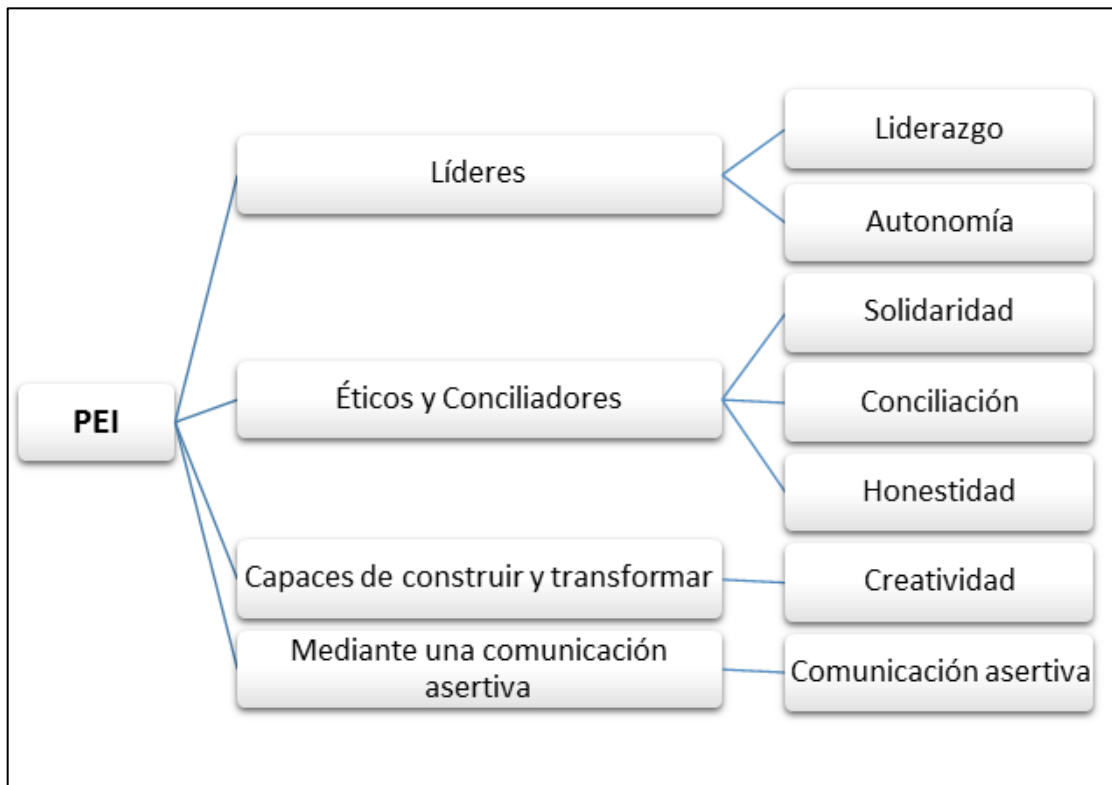 PEI
Líderes
Liderazgo
Autonomía
Éticos y Conciliadores
Solidaridad
Conciliación
Honestidad
Capaces de construir y transformar
Creatividad
Mediante una comunicación
asertiva
Comunicación asertiva